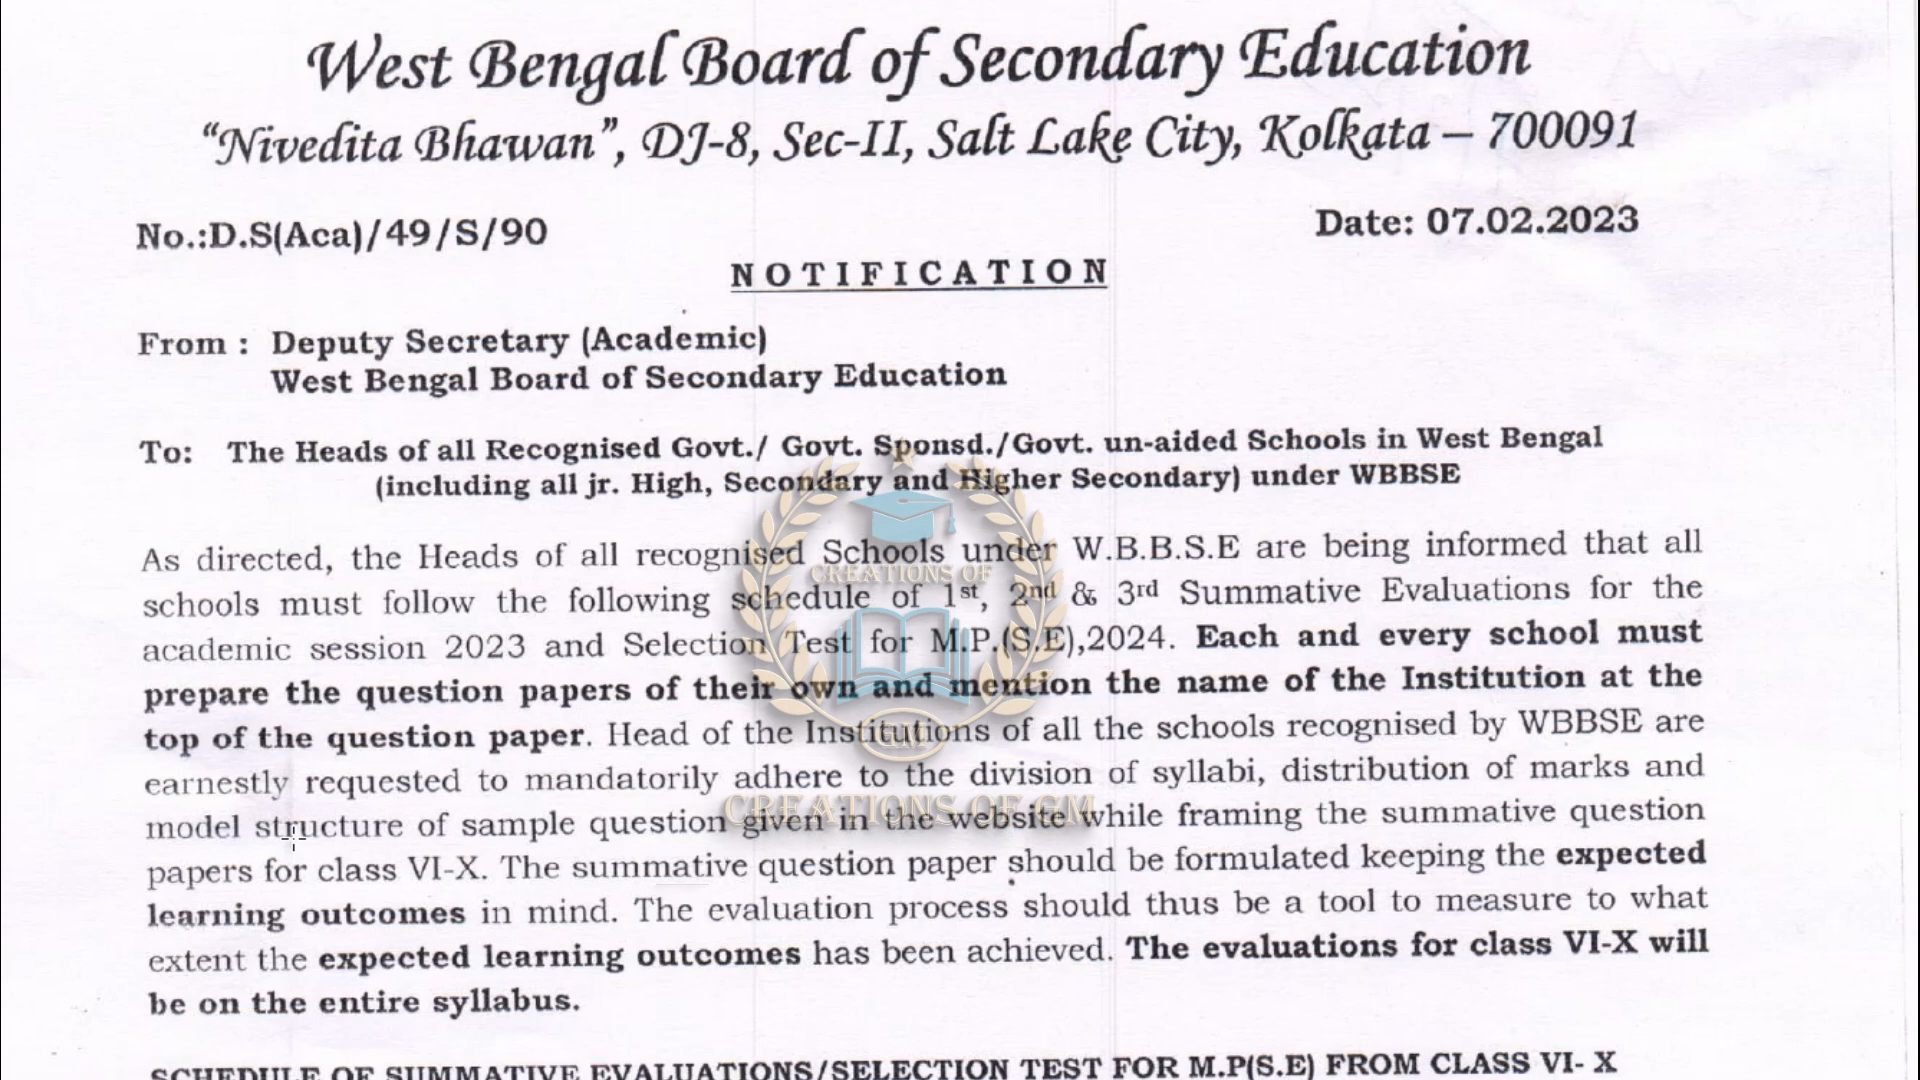 West Bengal Board of Secondary Education
“Nivedita Bhawan”, DJ-8, Sec-II, Salt Lake City, Kolkata – 700091
No.:D.S(Aca)/49/S/90
Date: 07.02.2023
NOTIFICATION
From : Deputy Secretary (Academic)
West Bengal Board of Secondary Education
To: The Heads of all Recognised Govt./ Govt. Sponsd./Govt. un-aided Schools in West Bengal
(including all jr. High, Secondary and Higher Secondary) under WBBSE
As directed, the Heads of all recognised Schools under W.B.B.S.E are being informed that all
schools must follow the following schedule of 1st, 2nd & 3rd Summative Evaluations for the
academic session 2023 and Selection Test for M.P.(S.E),2024. Each and every school must
prepare the question papers of their own and mention the name of the Institution at the
top of the question paper. Head of the Institutions of all the schools recognised by WBBSE are
earnestly requested to mandatorily adhere to the division of syllabi, distribution of marks and
model structure of sample question given in the website while framing the summative question
papers for class VI-X. The summative question paper should be formulated keeping the expected
learning outcomes in mind. The evaluation process should thus be a tool to measure to what
extent the expected learning outcomes has been achieved. The evaluations for class VI-X will
be on the entire syllabus.
SCHEDULE OF SUMMATIVE EVALUATIONS/SELECTION TEST FOR M.P(S.E) FROM CLASS VI- X
CREATIONS OF
GM
CREATIONS OF GM